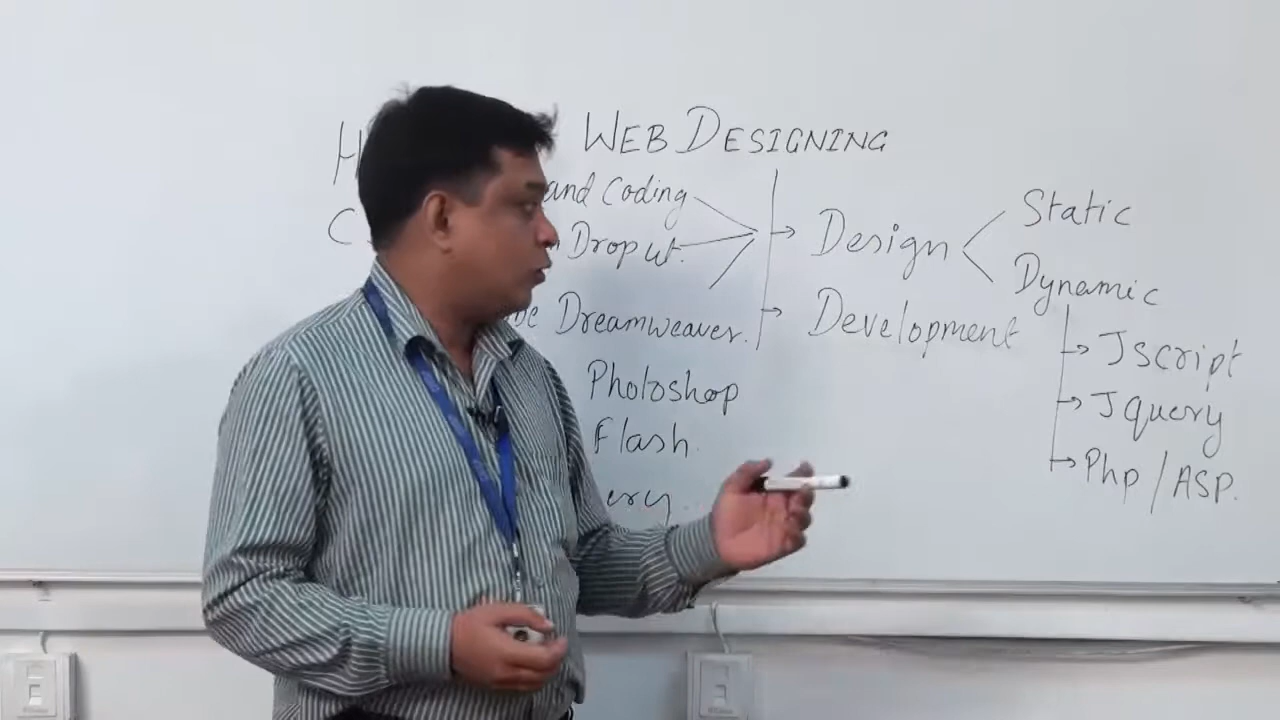 WEB DESIGNING
and Coding
Drop ut.
Dreamweaver.
Photoshop
Flash.
Design
Development
Static
Dynamic
Jscript
Jquery
Php / ASP.